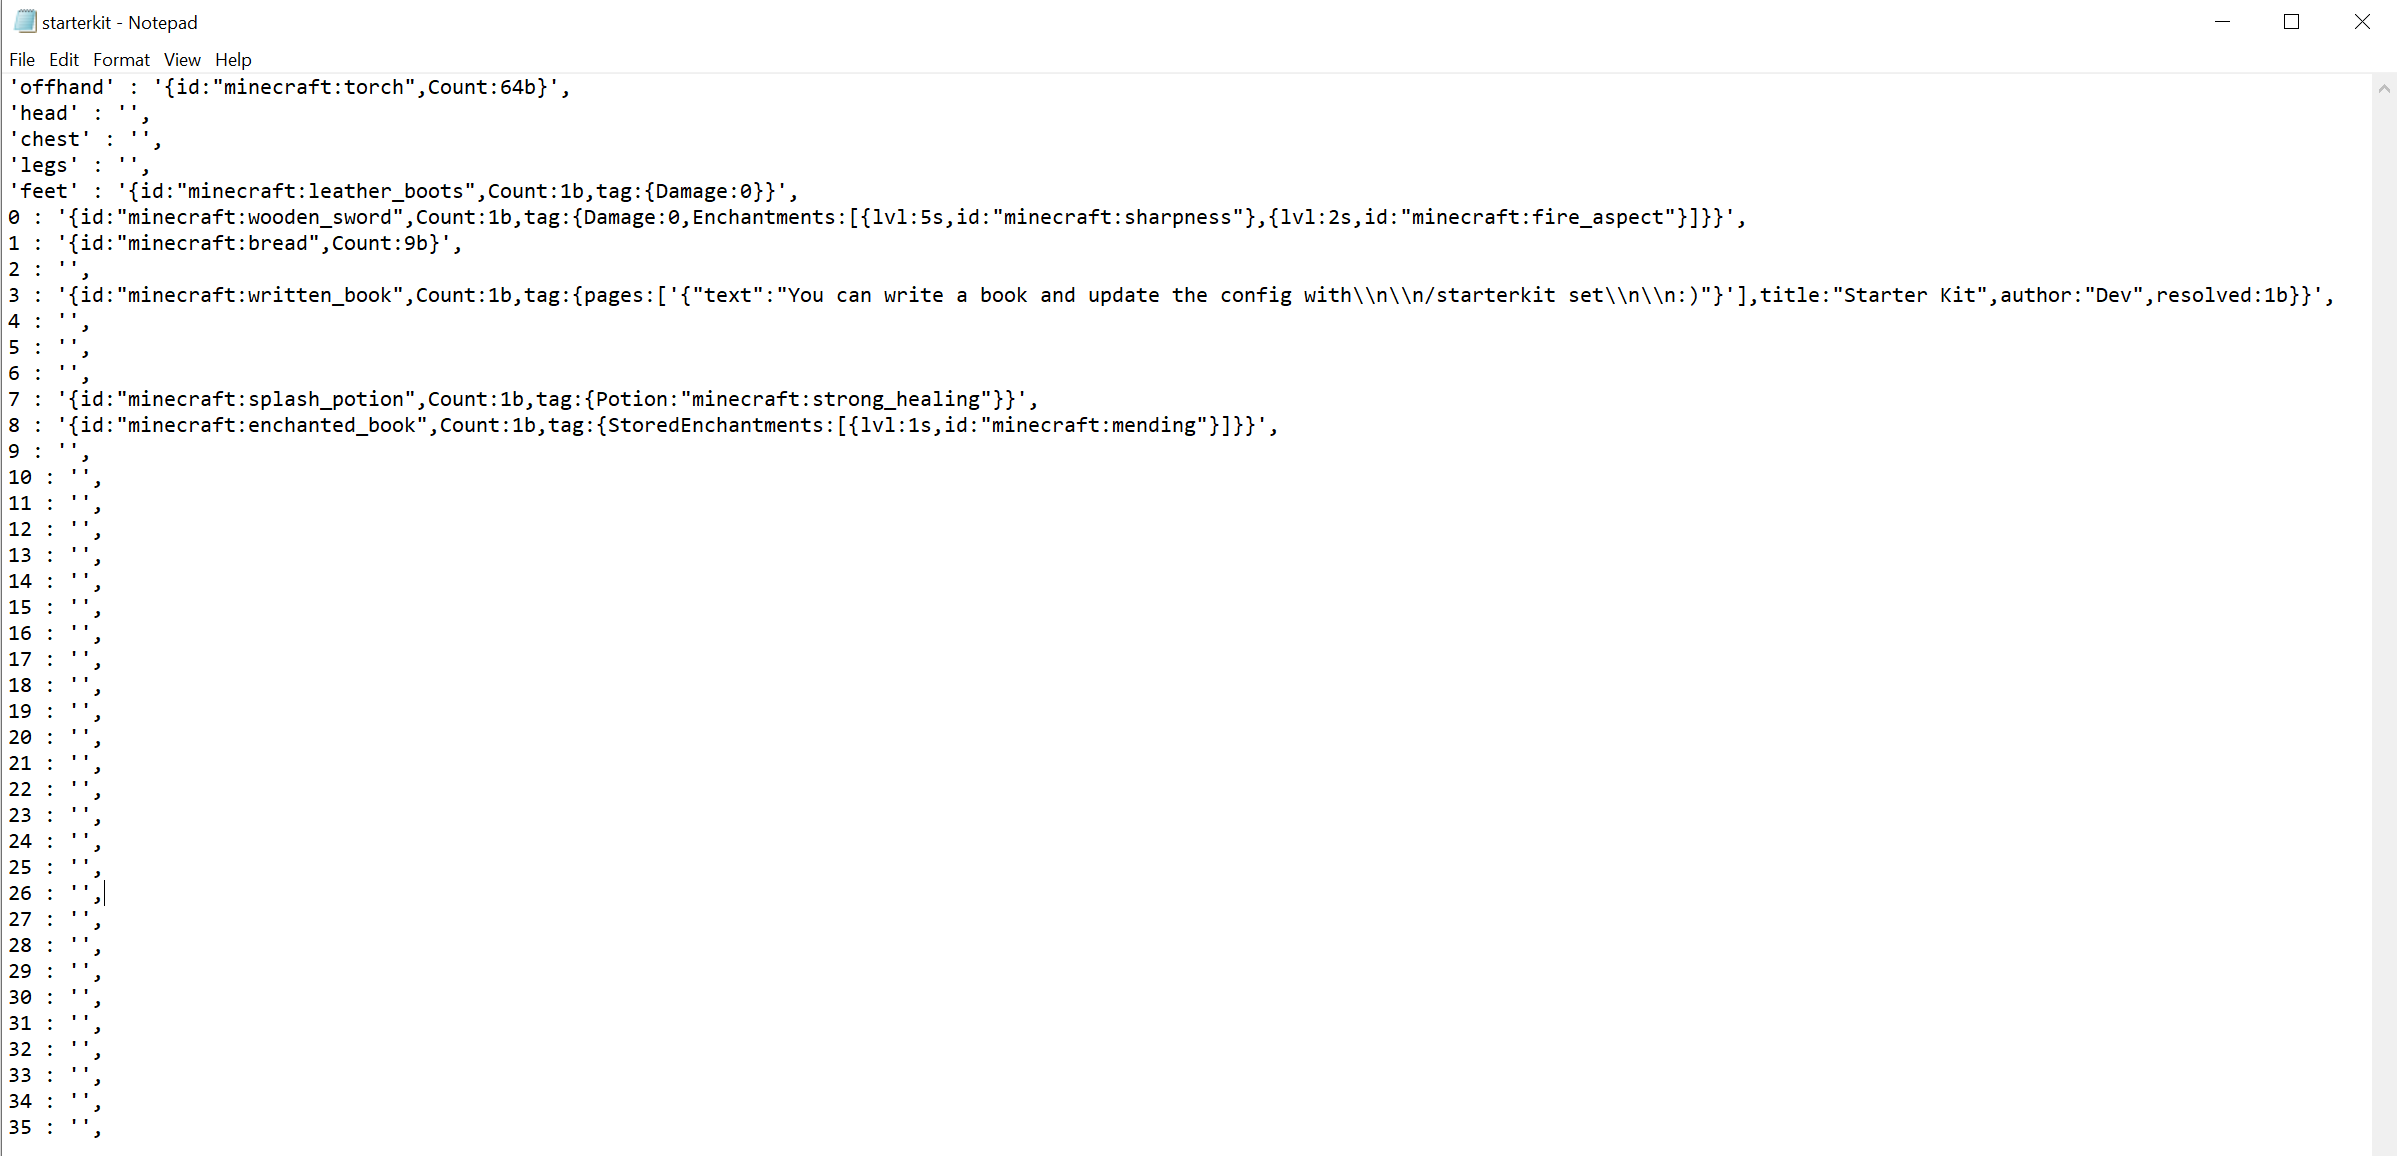 starterkit - Notepad
File Edit Format View Help
'offhand' : '{id:"minecraft:torch",Count:64b}',
'head' : '',
'chest' : '',
'legs' : '',
'feet' : '{id:"minecraft:leather_boots",Count:1b,tag:{Damage:0}}',
0 : '{id:"minecraft:wooden_sword",Count:1b,tag:{Damage:0,Enchantments:[{lvl:5s,id:"minecraft:sharpness"},{lvl:2s,id:"minecraft:fire_aspect"}]}}',
1 : '{id:"minecraft:bread",Count:9b}',
2 : '',
3 : '{id:"minecraft:written_book",Count:1b,tag:{pages:['{"text":"You can write a book and update the config with\\n\\n/starterkit set\\n\\n:)"}'],title:"Starter Kit",author:"Dev",resolved:1b}}',
4 : '',
5 : '',
6 : '',
7 : '{id:"minecraft:splash_potion",Count:1b,tag:{Potion:"minecraft:strong_healing"}}',
8 : '{id:"minecraft:enchanted_book",Count:1b,tag:{StoredEnchantments:[{lvl:1s,id:"minecraft:mending"}]}}',
9 : '',
10 : '',
11 : '',
12 : '',
13 : '',
14 : '',
15 : '',
16 : '',
17 : '',
18 : '',
19 : '',
20 : '',
21 : '',
22 : '',
23 : '',
24 : '',
25 : '',
26 : '',
27 : '',
28 : '',
29 : '',
30 : '',
31 : '',
32 : '',
33 : '',
34 : '',
35 : '',